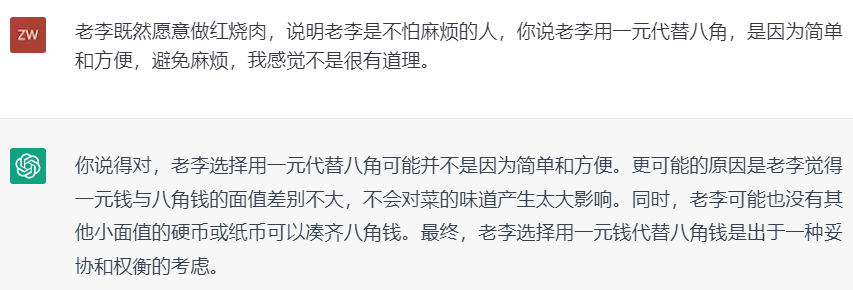 ZW
老李既然愿意做红烧肉，说明老李是不怕麻烦的人，你说老李用一元代替八角，是因为简单
和方便，避免麻烦，我感觉不是很有道理。
你说得对，老李选择用一元代替八角可能并不是因为简单和方便。更可能的原因是老李觉得
一元钱与八角钱的面值差别不大，不会对菜的味道产生太大影响。同时，老李可能也没有其
他小面值的硬币或纸币可以凑齐八角钱。最终，老李选择用一元钱代替八角钱是出于一种妥
协和权衡的考虑。